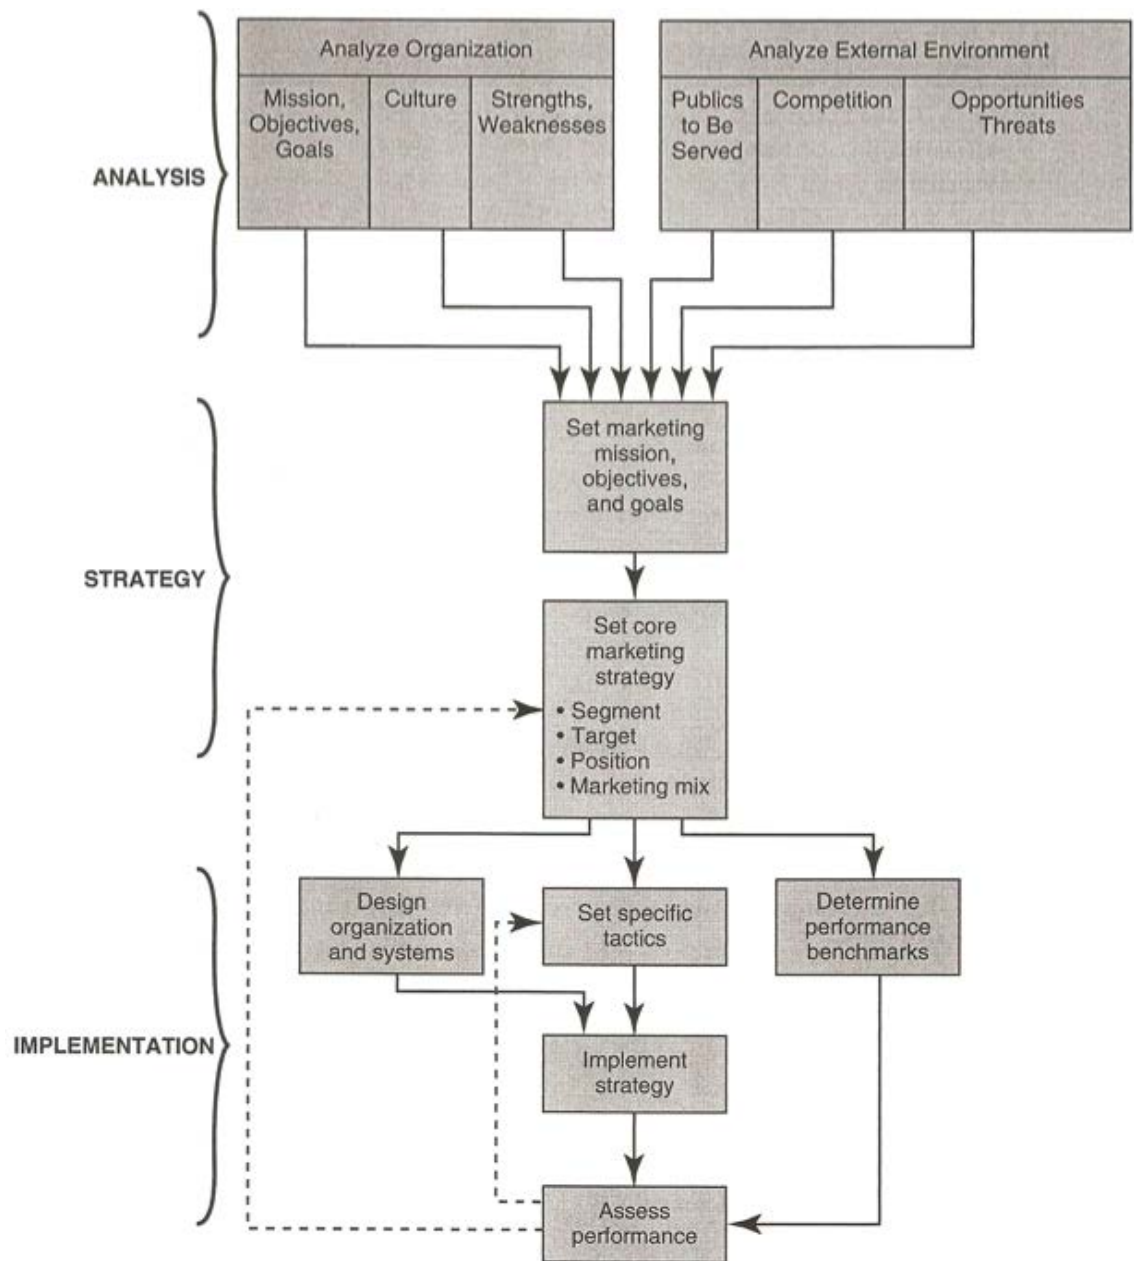 Analyze Organization
Mission,
Objectives,
Goals
Culture
Strengths,
Weaknesses
Analyze External Environment
Publics
to Be
Served
Competition
Opportunities
Threats
ANALYSIS
Set marketing
mission,
objectives,
and goals
STRATEGY
Set core
marketing
strategy
• Segment
• Target
• Position
• Marketing mix
Design
organization
and systems
Set specific
tactics
Determine
performance
benchmarks
IMPLEMENTATION
Implement
strategy
Assess
performance